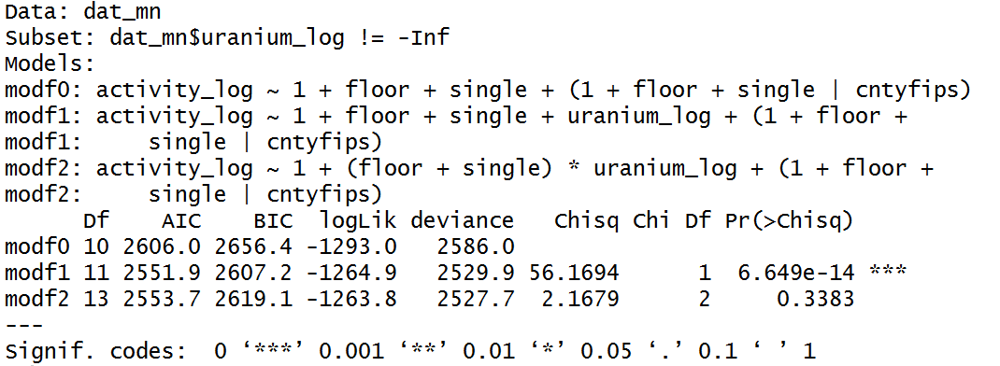 Data: dat_mn
Subset: dat_mn$uranium_log != -Inf
Models:
modf0: activity_log ~ 1 + floor + single + (1 + floor + single | cntyfips)
modf1: activity_log ~ 1 + floor + single + uranium_log + (1 + floor +
modf1:     single | cntyfips)
modf2: activity_log ~ 1 + (floor + single) * uranium_log + (1 + floor +
modf2:     single | cntyfips)
      Df    AIC    BIC  logLik deviance   Chisq Chi Df Pr(>Chisq)
modf0 10 2606.0 2656.4 -1293.0   2586.0
modf1 11 2551.9 2607.2 -1264.9   2529.9 56.1694      1  6.649e-14 ***
modf2 13 2553.7 2619.1 -1263.8   2527.7  2.1679      2     0.3383
---
Signif. codes:  0 ‘***’ 0.001 ‘**’ 0.01 ‘*’ 0.05 ‘.’ 0.1 ‘ ’ 1